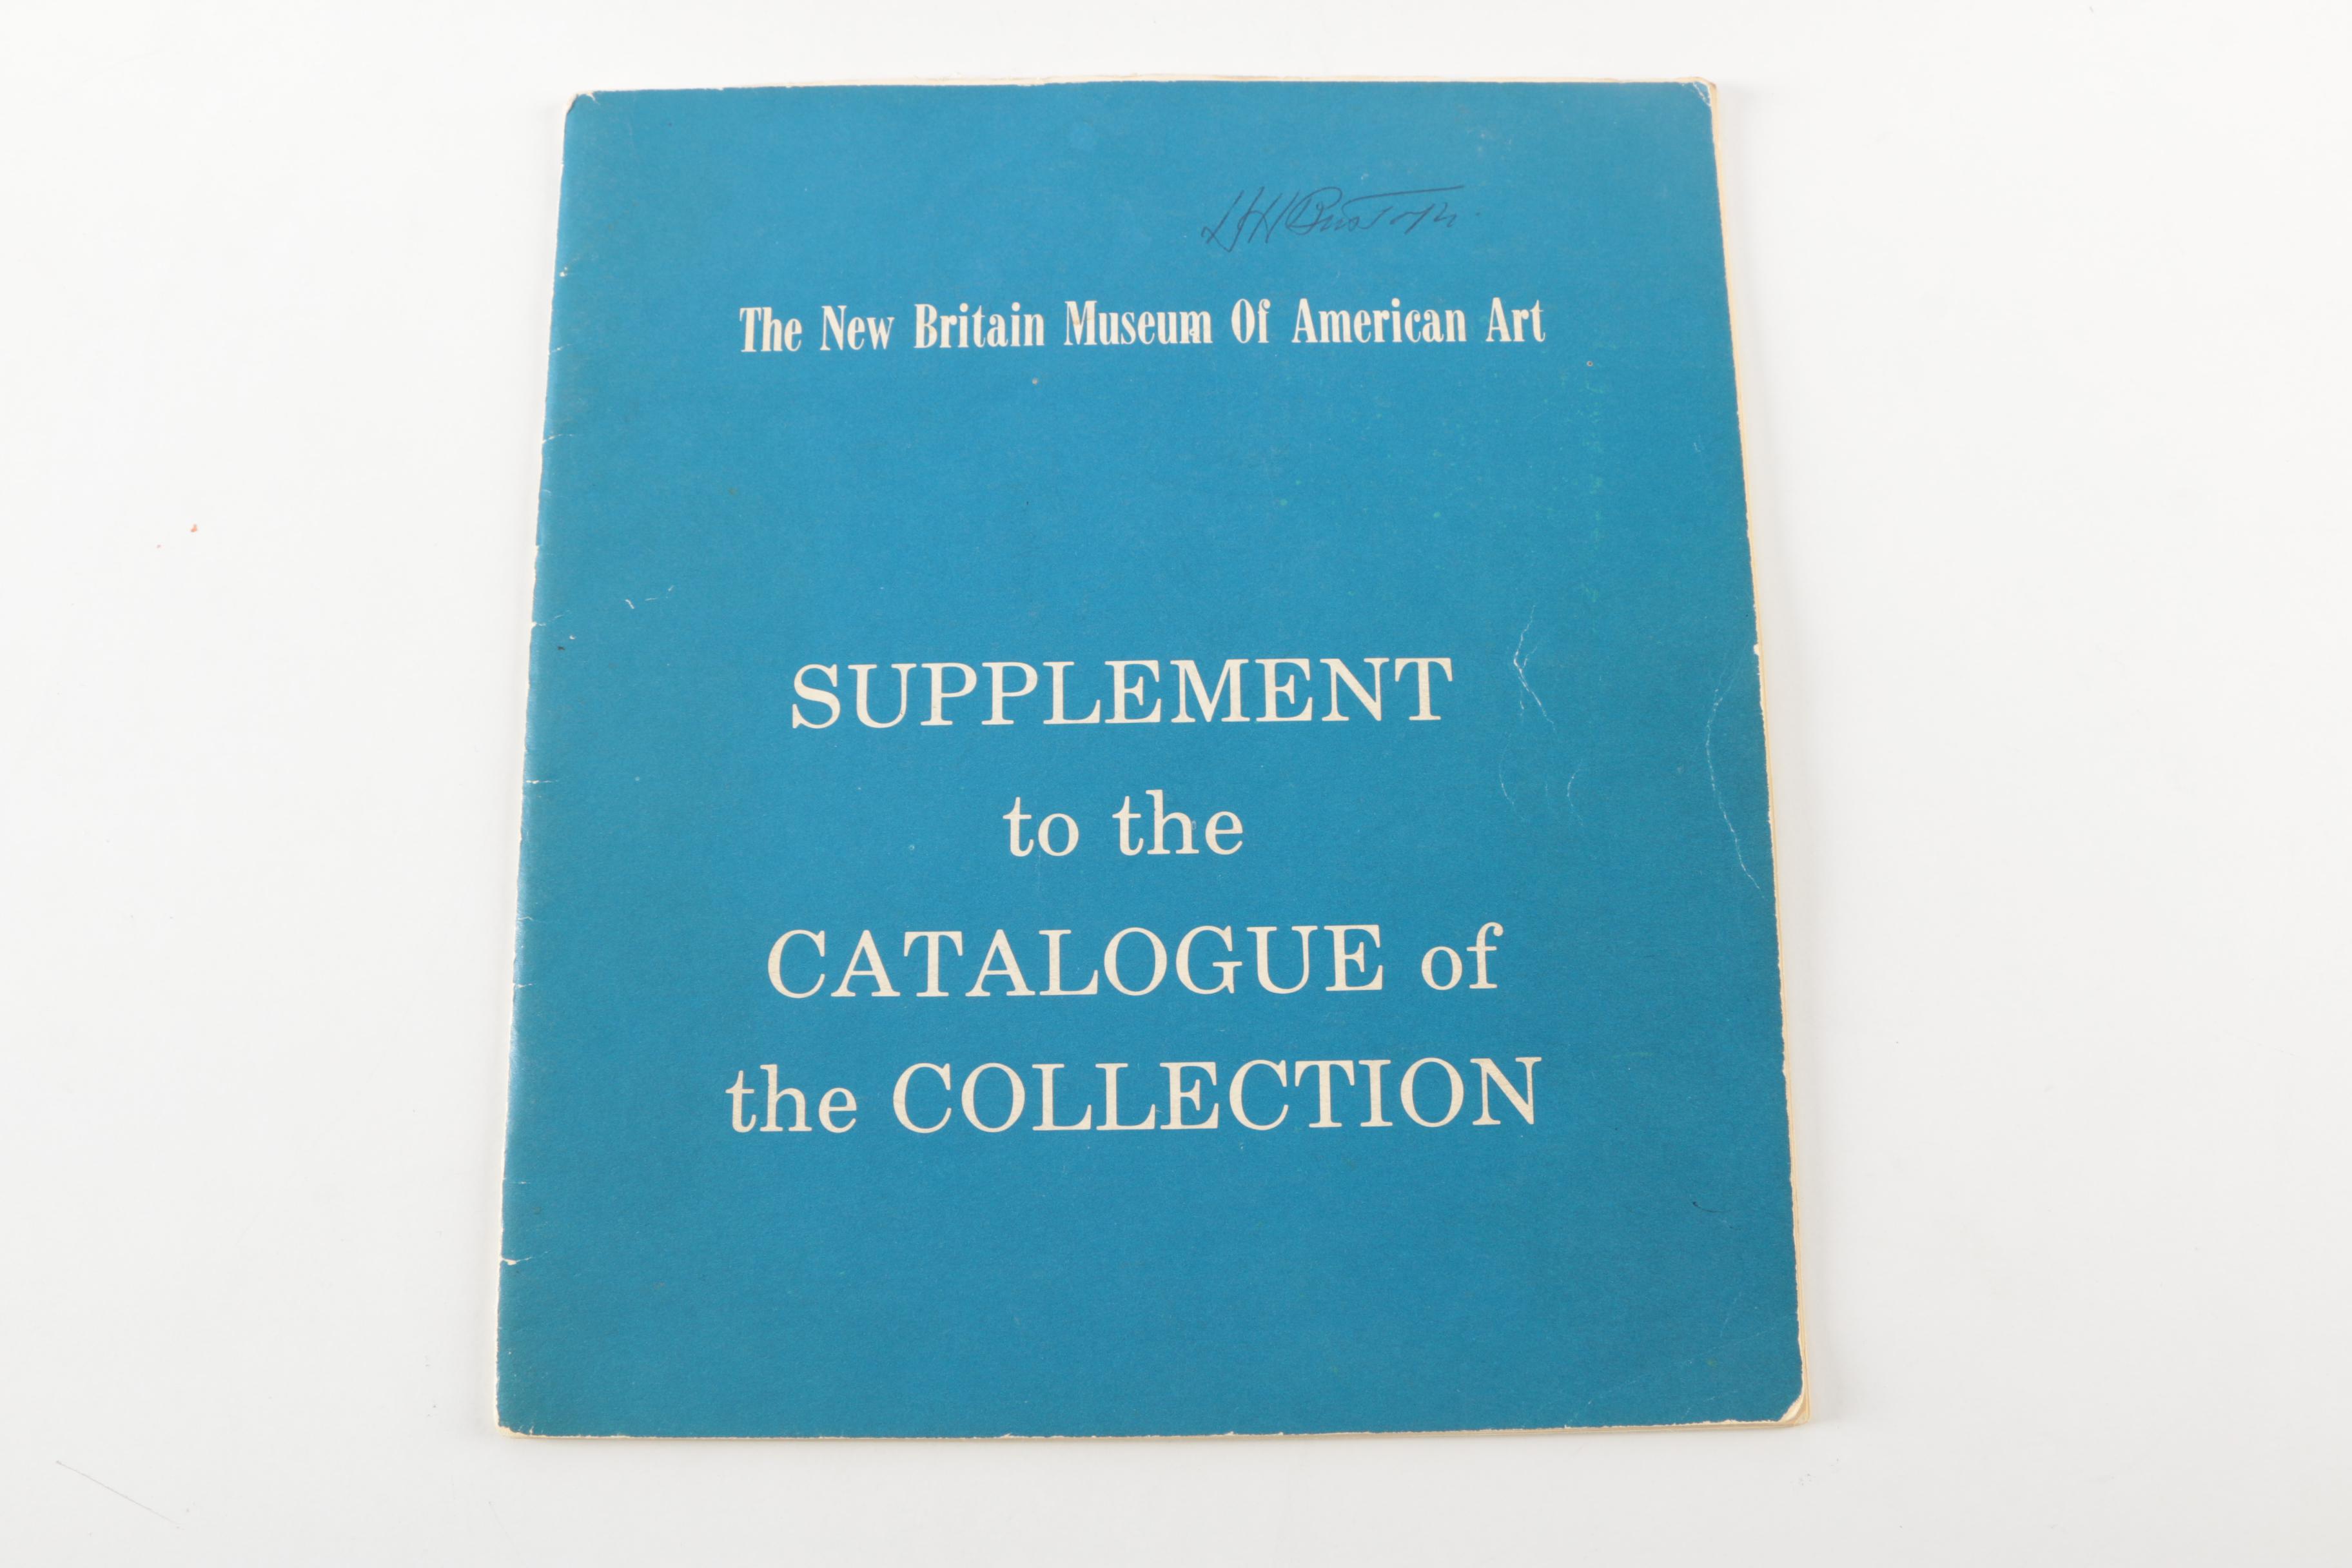 The New Britain Museum Of American Art
SUPPLEMENT
to the
CATALOGUE of
the COLLECTION